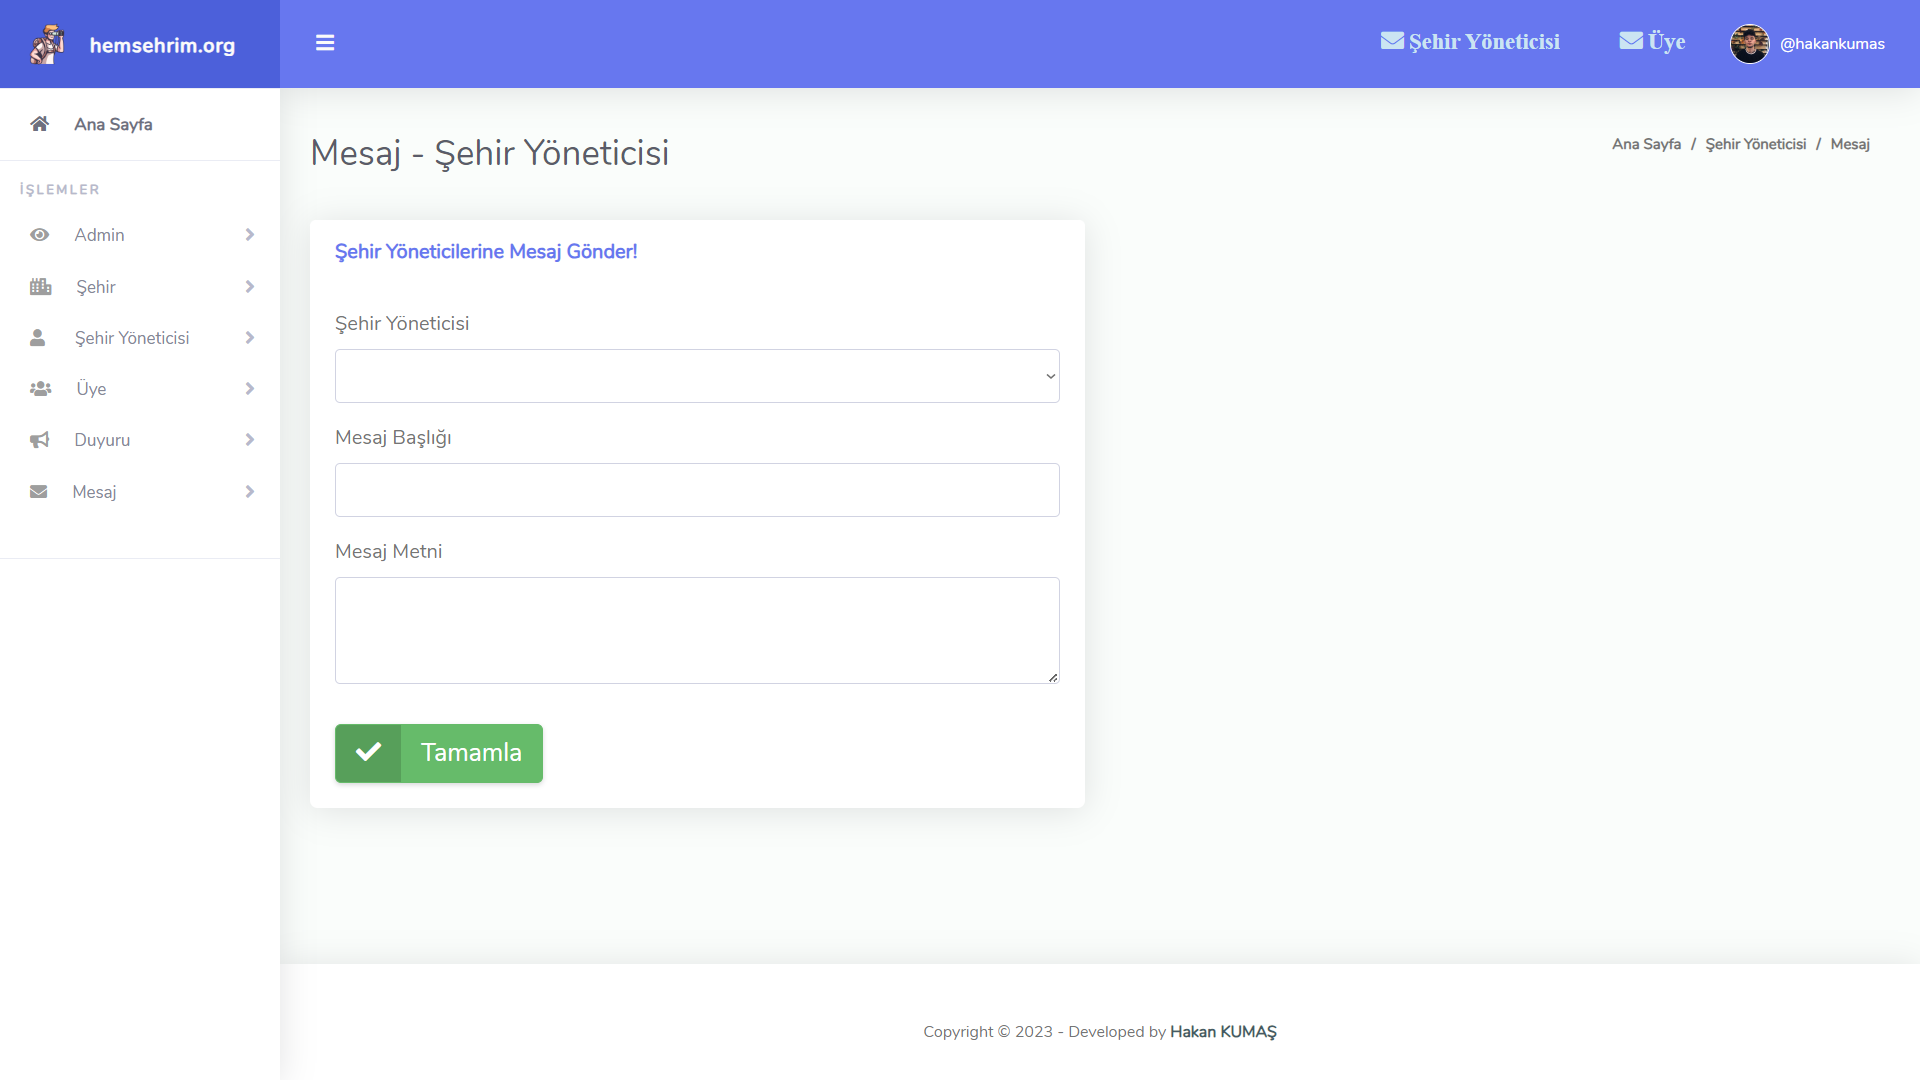 hemsehrim.org
Şehir Yöneticisi
Üye
@hakankumas
Ana Sayfa
İŞLEMLER
Admin
Şehir
Şehir Yöneticisi
Üye
Duyuru
Mesaj
Mesaj - Şehir Yöneticisi
Ana Sayfa / Şehir Yöneticisi / Mesaj
Şehir Yöneticilerine Mesaj Gönder!
Şehir Yöneticisi
Mesaj Başlığı
Mesaj Metni
Tamamla
Copyright © 2023 - Developed by Hakan KUMAŞ